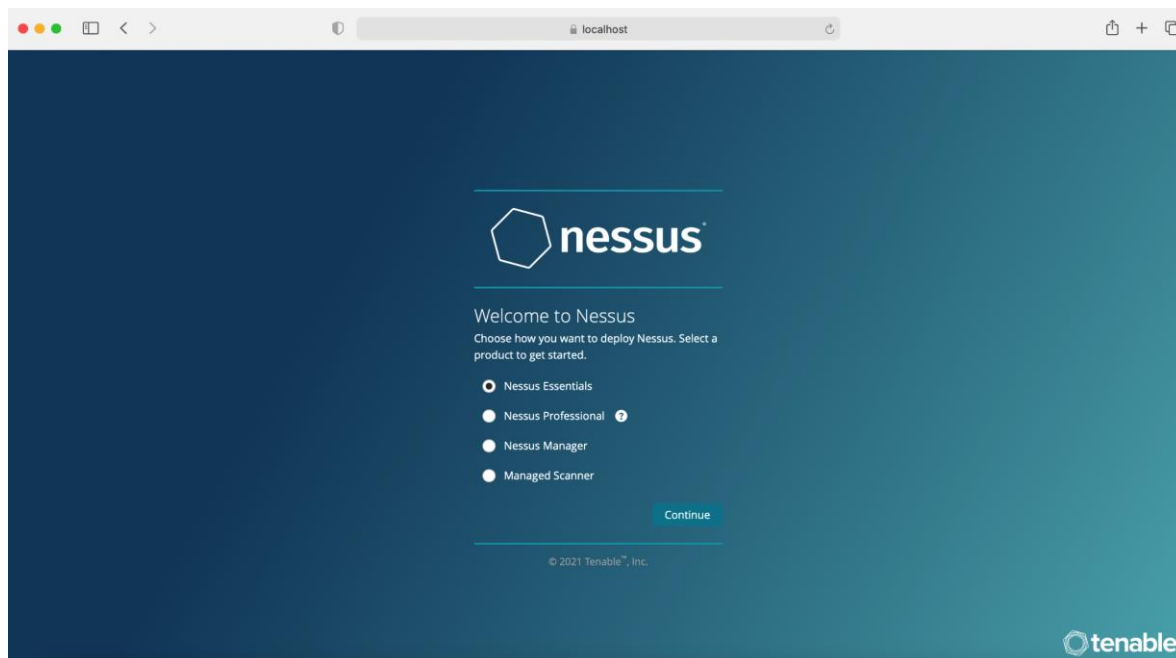 localhost
nessus
Welcome to Nessus
Choose how you want to deploy Nessus. Select a
product to get started.
Nessus Essentials
Nessus Professional ?
Nessus Manager
Managed Scanner
Continue
© 2021 Tenable™, Inc.
tenable